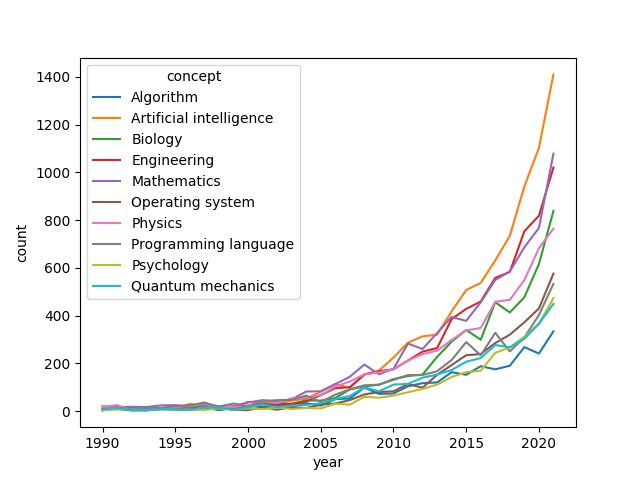 concept
Algorithm
Artificial intelligence
Biology
Engineering
Mathematics
Operating system
Physics
Programming language
Psychology
Quantum mechanics
count
1400
1200
1000
800
600
400
200
0
1990 1995 2000 2005 2010 2015 2020
year